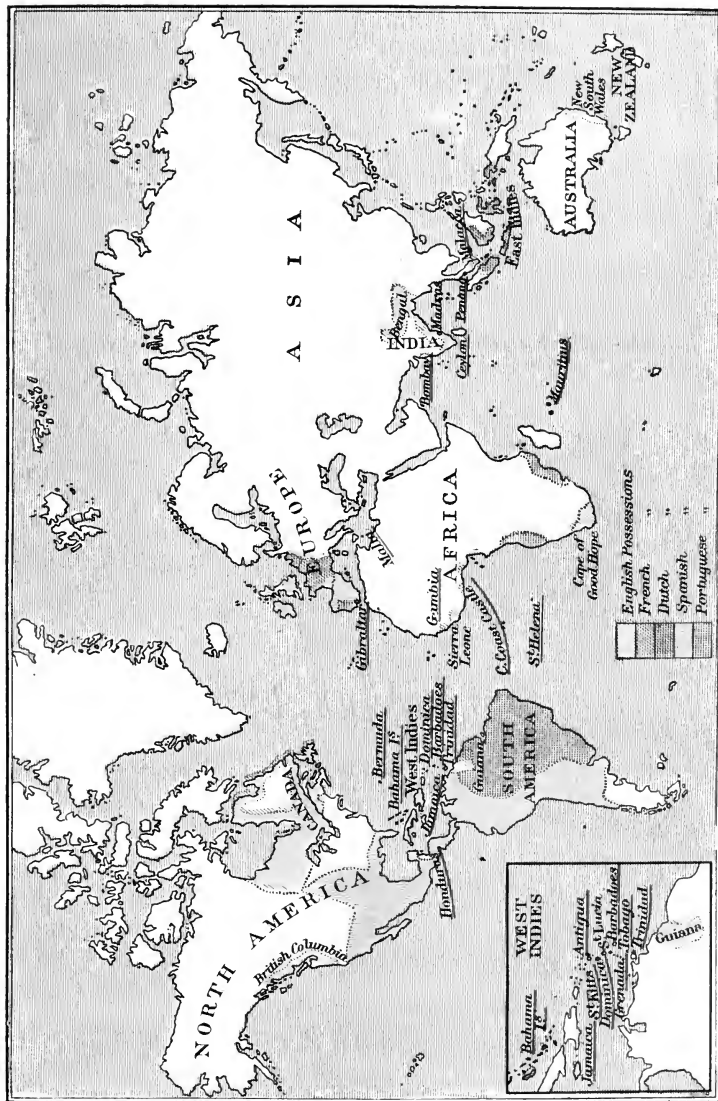 NORTH AMERICA
British Columbia
CANADA
Bermuda
Bahama Is
West Indies
Jamaica
Dominica
Barbadoes
Trinidad
Honduras
Guiana
SOUTH
AMERICA
EUROPE
Gibraltar
Malta
AFRICA
Gambia
Sierra
Leone
C. Coast Castle
St Helena
Cape of
Good Hope
Mauritius
ASIA
INDIA
Bengal
Bombay
Madras
Ceylon
Penang
Malacca
East Indies
AUSTRALIA
New
South
Wales
NEW
ZEALAND
English Possessions
French „
Dutch „
Spanish „
Portuguese „
WEST
INDIES
Bahama
Is
Jamaica
Antigua
St Kitts
St Lucia
Dominica
Barbadoes
Grenada
Tobago
Trinidad
Guiana